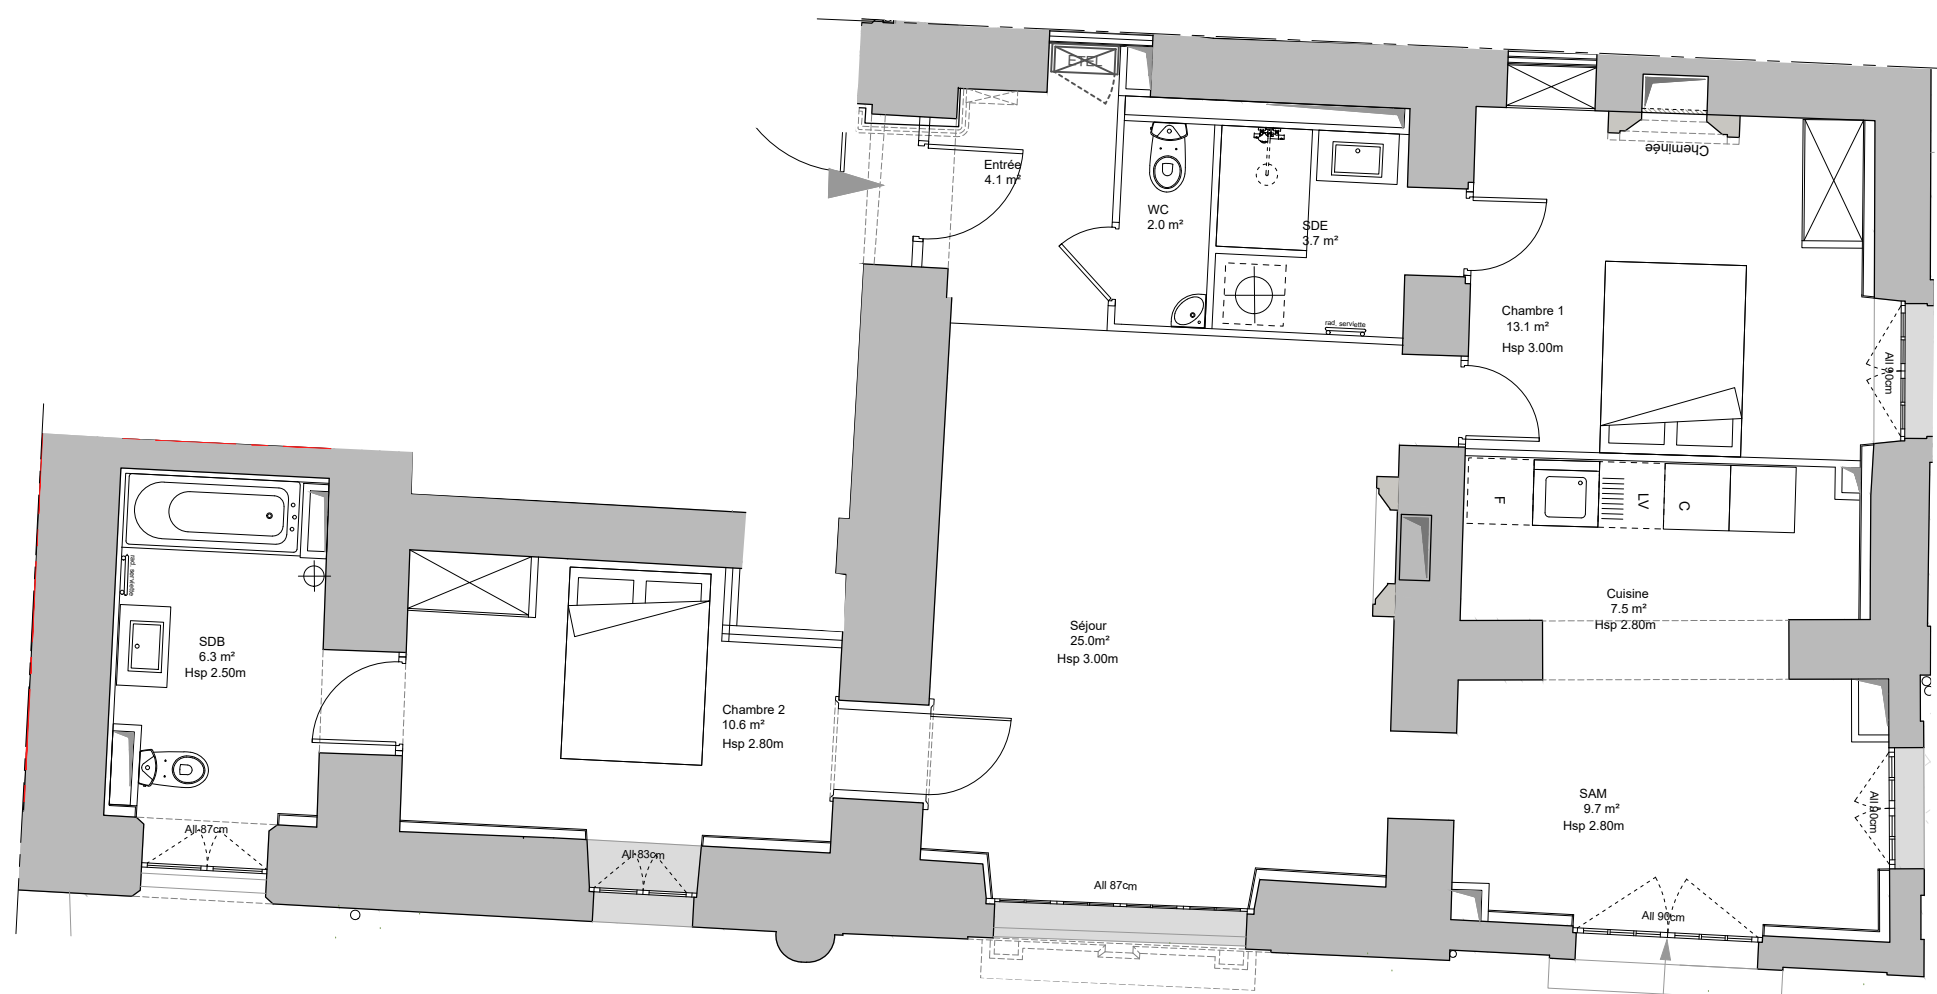 ETEL
Entrée
4.1 m²
Cheminée
WC
2.0 m²
SDE
3.7 m²
rad. serviette
Chambre 1
13.1 m²
Hsp 3.00m
All 90cm
F
LV
C
Cuisine
7.5 m²
Hsp 2.80m
Séjour
25.0m²
Hsp 3.00m
rad. serviette
SDB
6.3 m²
Hsp 2.50m
Chambre 2
10.6 m²
Hsp 2.80m
SAM
9.7 m²
Hsp 2.80m
All 90cm
All 87cm
All 83cm
All 87cm
All 90cm